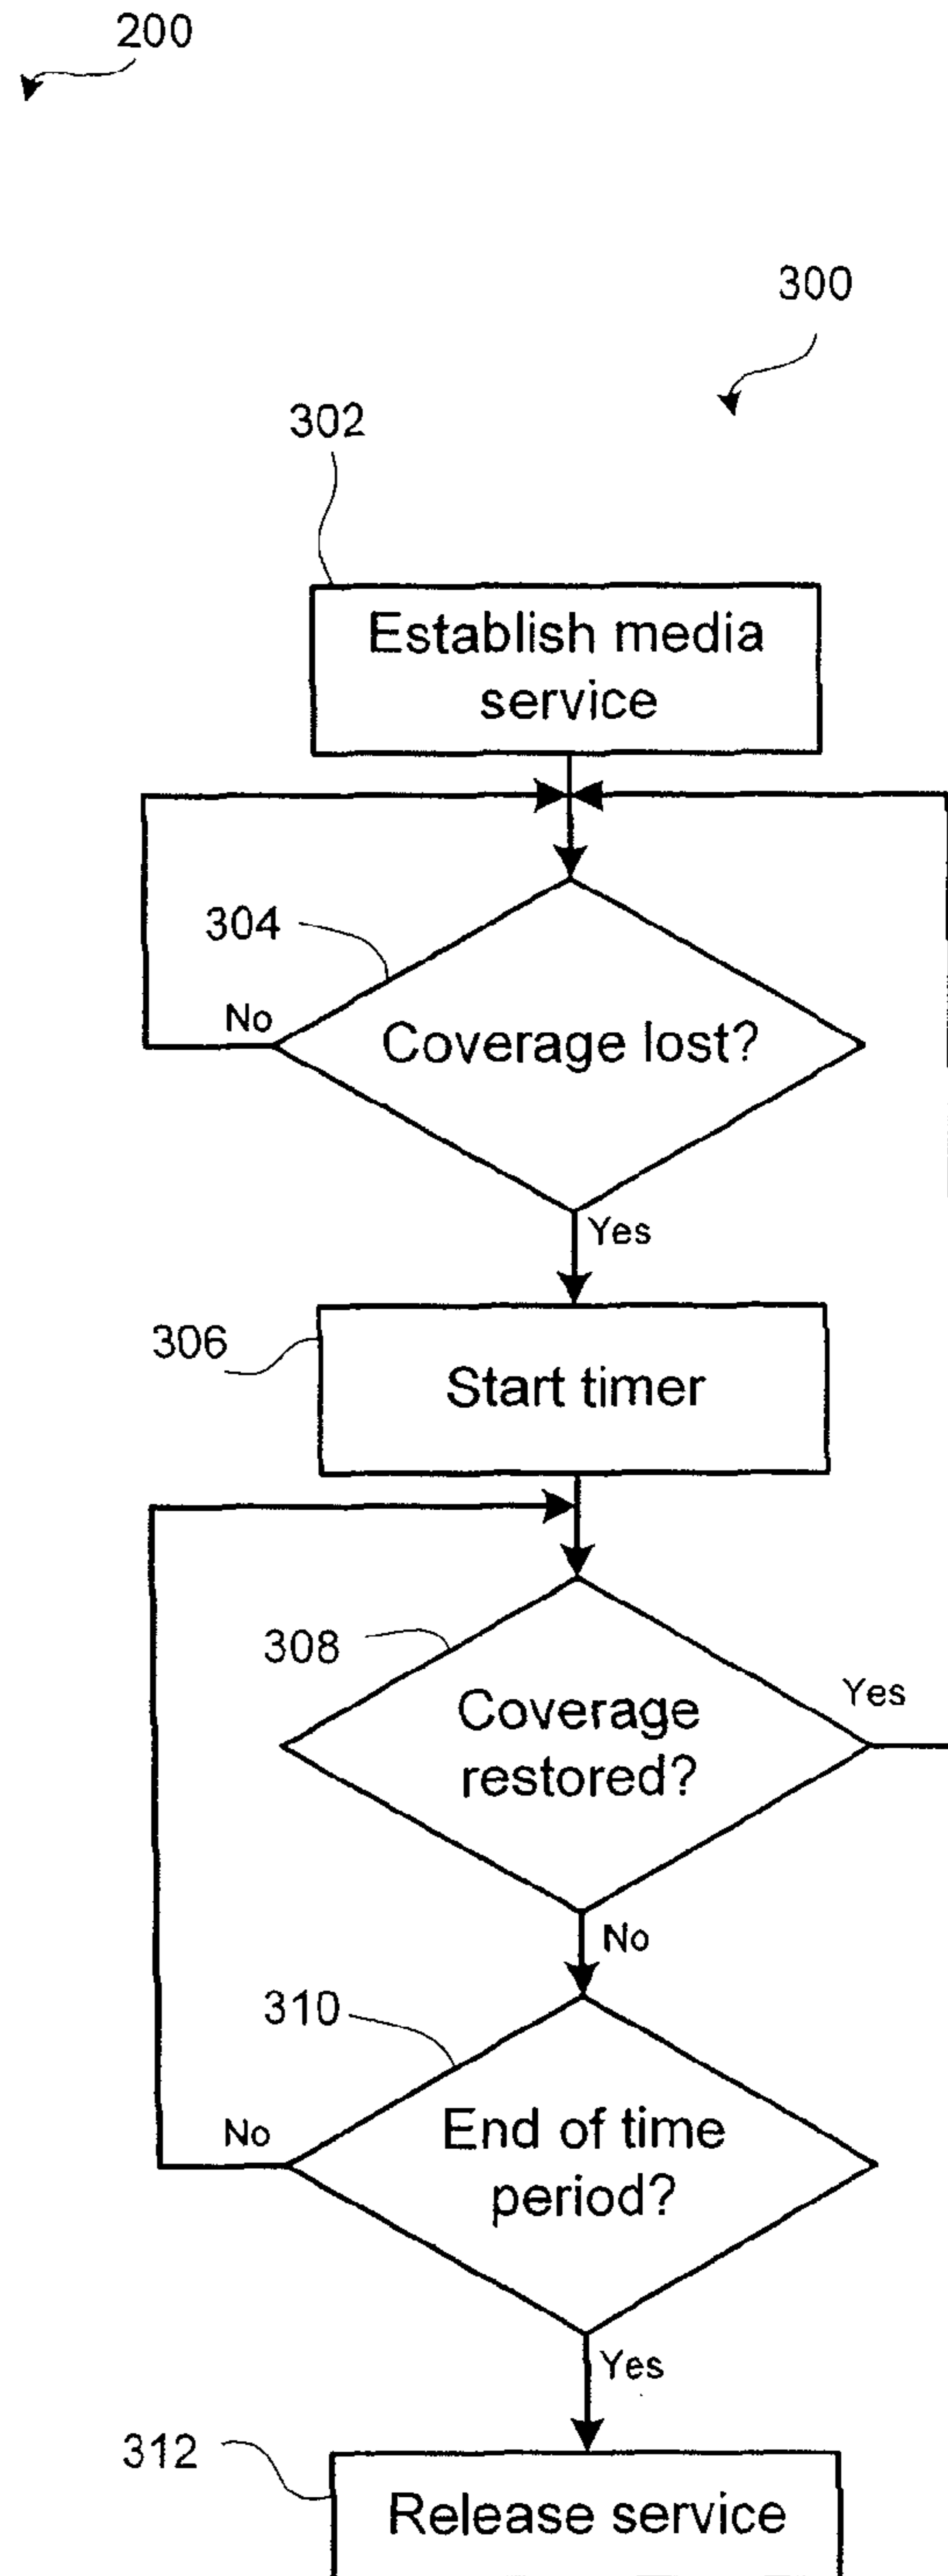 200
300
302
Establish media
service
304
No
Coverage lost?
Yes
306
Start timer
308
Coverage
restored?
Yes
No
310
No
End of time
period?
Yes
312
Release service